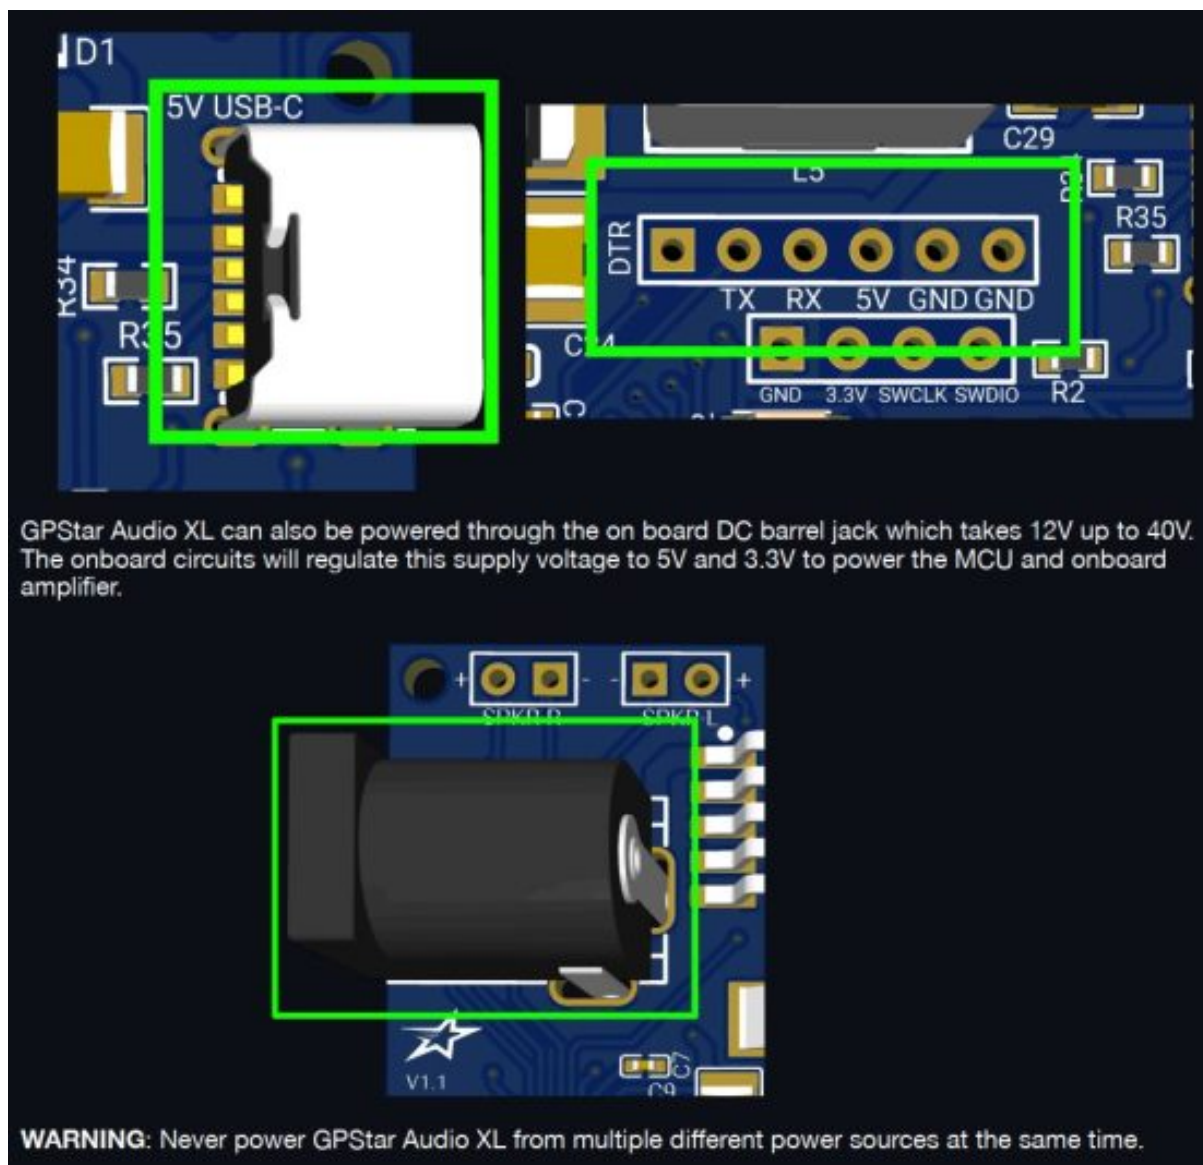 D1
5V USB-C
R34
R35
C29
L5
R35
DTR
TX RX 5V GND GND
C24
GND 3.3V SWCLK SWDIO
R2
GPStar Audio XL can also be powered through the on board DC barrel jack which takes 12V up to 40V.
The onboard circuits will regulate this supply voltage to 5V and 3.3V to power the MCU and onboard
amplifier.
+ - - +
SPKR-R SPKR-L
V1.1
C7
C9
WARNING: Never power GPStar Audio XL from multiple different power sources at the same time.